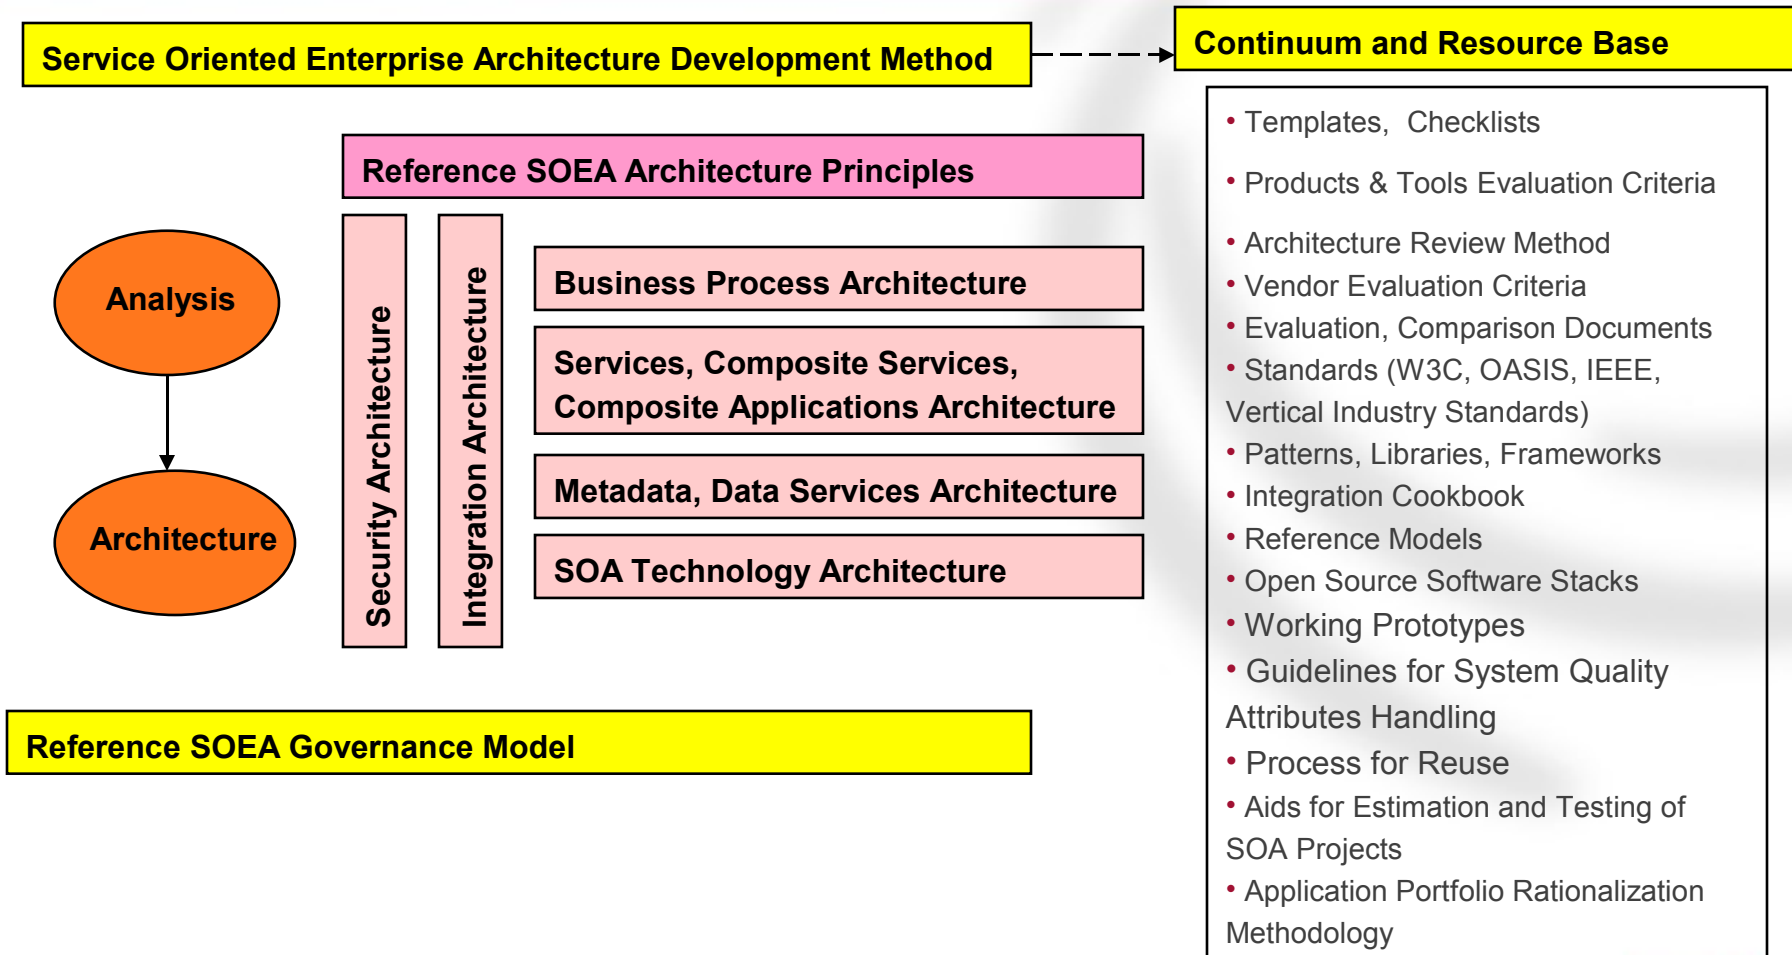 Service Oriented Enterprise Architecture Development Method
Continuum and Resource Base
Reference SOEA Architecture Principles
Analysis
Architecture
Security Architecture
Integration Architecture
Business Process Architecture
Services, Composite Services,
Composite Applications Architecture
Metadata, Data Services Architecture
SOA Technology Architecture
Reference SOEA Governance Model
• Templates,  Checklists
• Products & Tools Evaluation Criteria
• Architecture Review Method
• Vendor Evaluation Criteria
• Evaluation, Comparison Documents
• Standards (W3C, OASIS, IEEE,
Vertical Industry Standards)
• Patterns, Libraries, Frameworks
• Integration Cookbook
• Reference Models
• Open Source Software Stacks
• Working Prototypes
• Guidelines for System Quality
Attributes Handling
• Process for Reuse
• Aids for Estimation and Testing of
SOA Projects
• Application Portfolio Rationalization
Methodology